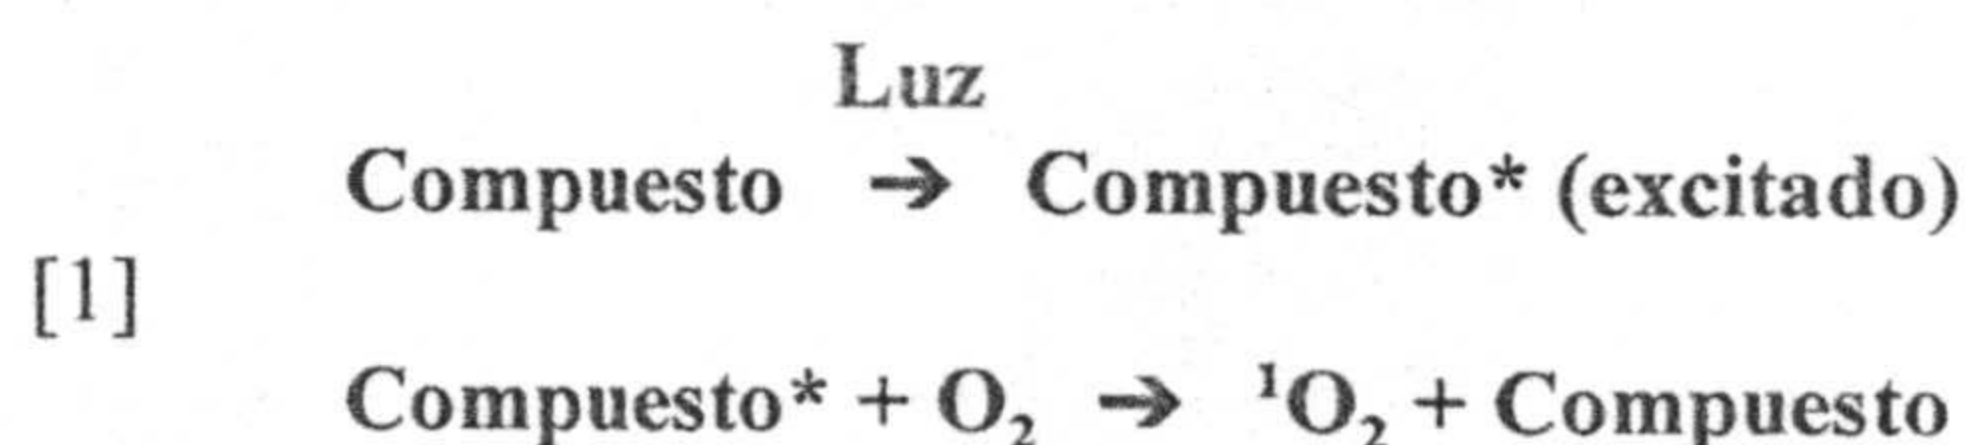 Luz
Compuesto → Compuesto* (excitado)
[1]
Compuesto* + O₂ → ¹O₂ + Compuesto